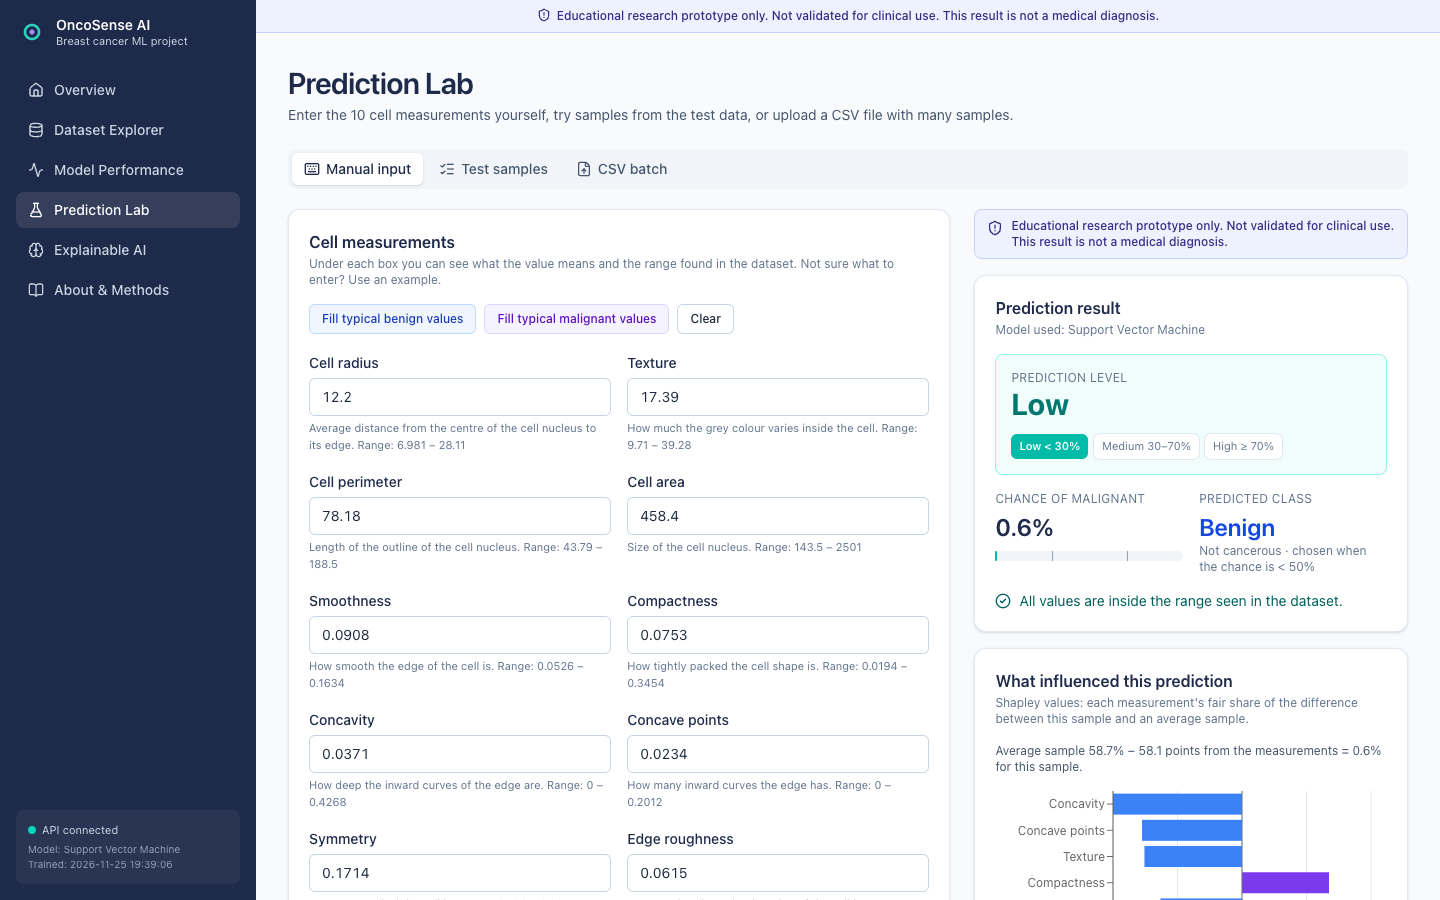 OncoSense AI
Breast cancer ML project
Overview
Dataset Explorer
Model Performance
Prediction Lab
Explainable AI
About & Methods
API connected
Model: Support Vector Machine
Trained: 2026-11-25 19:39:06
Educational research prototype only. Not validated for clinical use. This result is not a medical diagnosis.
Prediction Lab
Enter the 10 cell measurements yourself, try samples from the test data, or upload a CSV file with many samples.
Manual input
Test samples
CSV batch
Cell measurements
Under each box you can see what the value means and the range found in the dataset. Not sure what to
enter? Use an example.
Fill typical benign values
Fill typical malignant values
Clear
Cell radius
12.2
Average distance from the centre of the cell nucleus to
its edge. Range: 6.981 – 28.11
Texture
17.39
How much the grey colour varies inside the cell. Range:
9.71 – 39.28
Cell perimeter
78.18
Length of the outline of the cell nucleus. Range: 43.79 –
188.5
Cell area
458.4
Size of the cell nucleus. Range: 143.5 – 2501
Smoothness
0.0908
How smooth the edge of the cell is. Range: 0.0526 –
0.1634
Compactness
0.0753
How tightly packed the cell shape is. Range: 0.0194 –
0.3454
Concavity
0.0371
How deep the inward curves of the edge are. Range: 0 –
0.4268
Concave points
0.0234
How many inward curves the edge has. Range: 0 –
0.2012
Symmetry
0.1714
Edge roughness
0.0615
Educational research prototype only. Not validated for clinical use.
This result is not a medical diagnosis.
Prediction result
Model used: Support Vector Machine
PREDICTION LEVEL
Low
Low < 30%
Medium 30–70%
High ≥ 70%
CHANCE OF MALIGNANT
0.6%
PREDICTED CLASS
Benign
Not cancerous · chosen when
the chance is < 50%
All values are inside the range seen in the dataset.
What influenced this prediction
Shapley values: each measurement's fair share of the difference
between this sample and an average sample.
Average sample 58.7% − 58.1 points from the measurements = 0.6%
for this sample.
Concavity
Concave points
Texture
Compactness